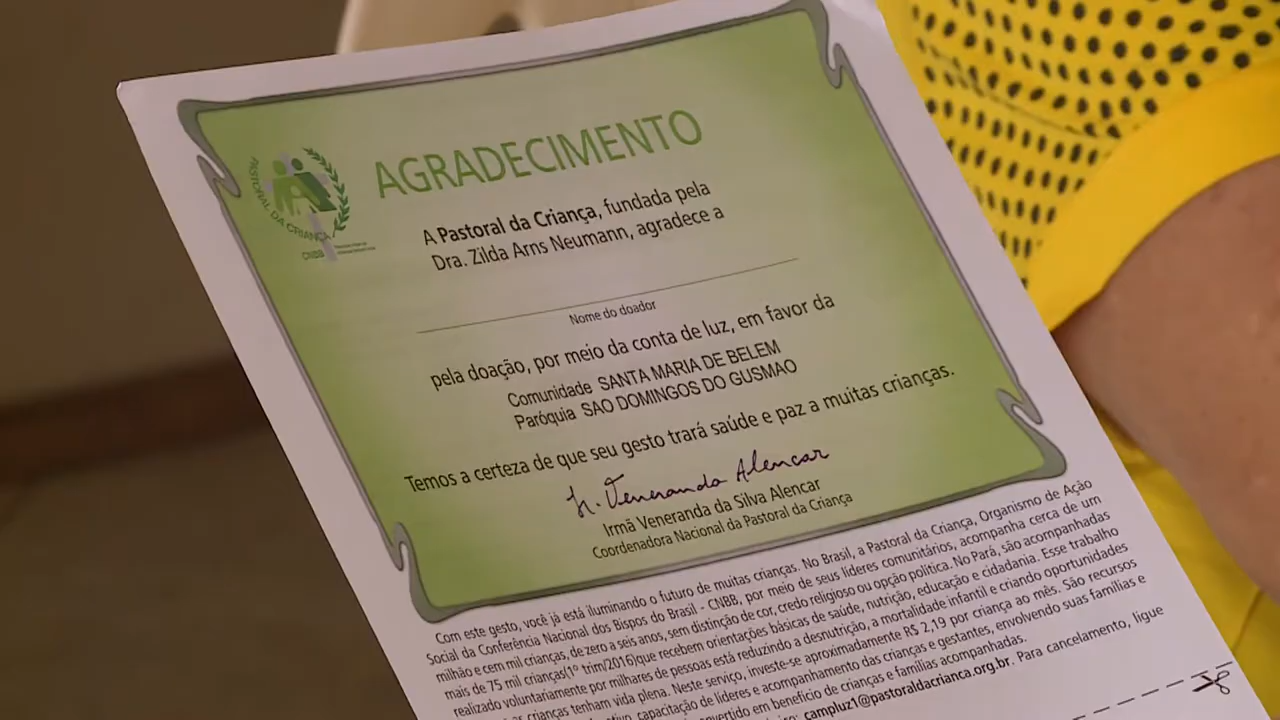 PASTORAL DA CRIANÇA
CNBB
AGRADECIMENTO
A Pastoral da Criança, fundada pela
Dra. Zilda Arns Neumann, agradece a
Nome do doador
pela doação, por meio da conta de luz, em favor da
Comunidade SANTA MARIA DE BELEM
Paróquia SAO DOMINGOS DO GUSMAO
Temos a certeza de que seu gesto trará saúde e paz a muitas crianças.
Ir. Veneranda Alencar
Irmã Veneranda da Silva Alencar
Coordenadora Nacional da Pastoral da Criança
Com este gesto, você já está iluminando o futuro de muitas crianças. No Brasil, a Pastoral da Criança, Organismo de Ação
Social da Conferência Nacional dos Bispos do Brasil - CNBB, por meio de seus líderes comunitários, acompanha cerca de um
milhão e cem mil crianças, de zero a seis anos, sem distinção de cor, credo religioso ou opção política. No Pará, são acompanhadas
mais de 75 mil crianças(1º trim/2016)que recebem orientações básicas de saúde, nutrição, educação e cidadania. Esse trabalho
realizado voluntariamente por milhares de pessoas está reduzindo a desnutrição, a mortalidade infantil e criando oportunidades
as crianças tenham vida plena. Neste serviço, investe-se aproximadamente R$ 2,19 por criança ao mês. São recursos
capacitação de líderes e acompanhamento das crianças e gestantes, envolvendo suas famílias e
convertido em benefício de crianças e famílias acompanhadas.
campluz1@pastoraldacrianca.org.br. Para cancelamento, ligue